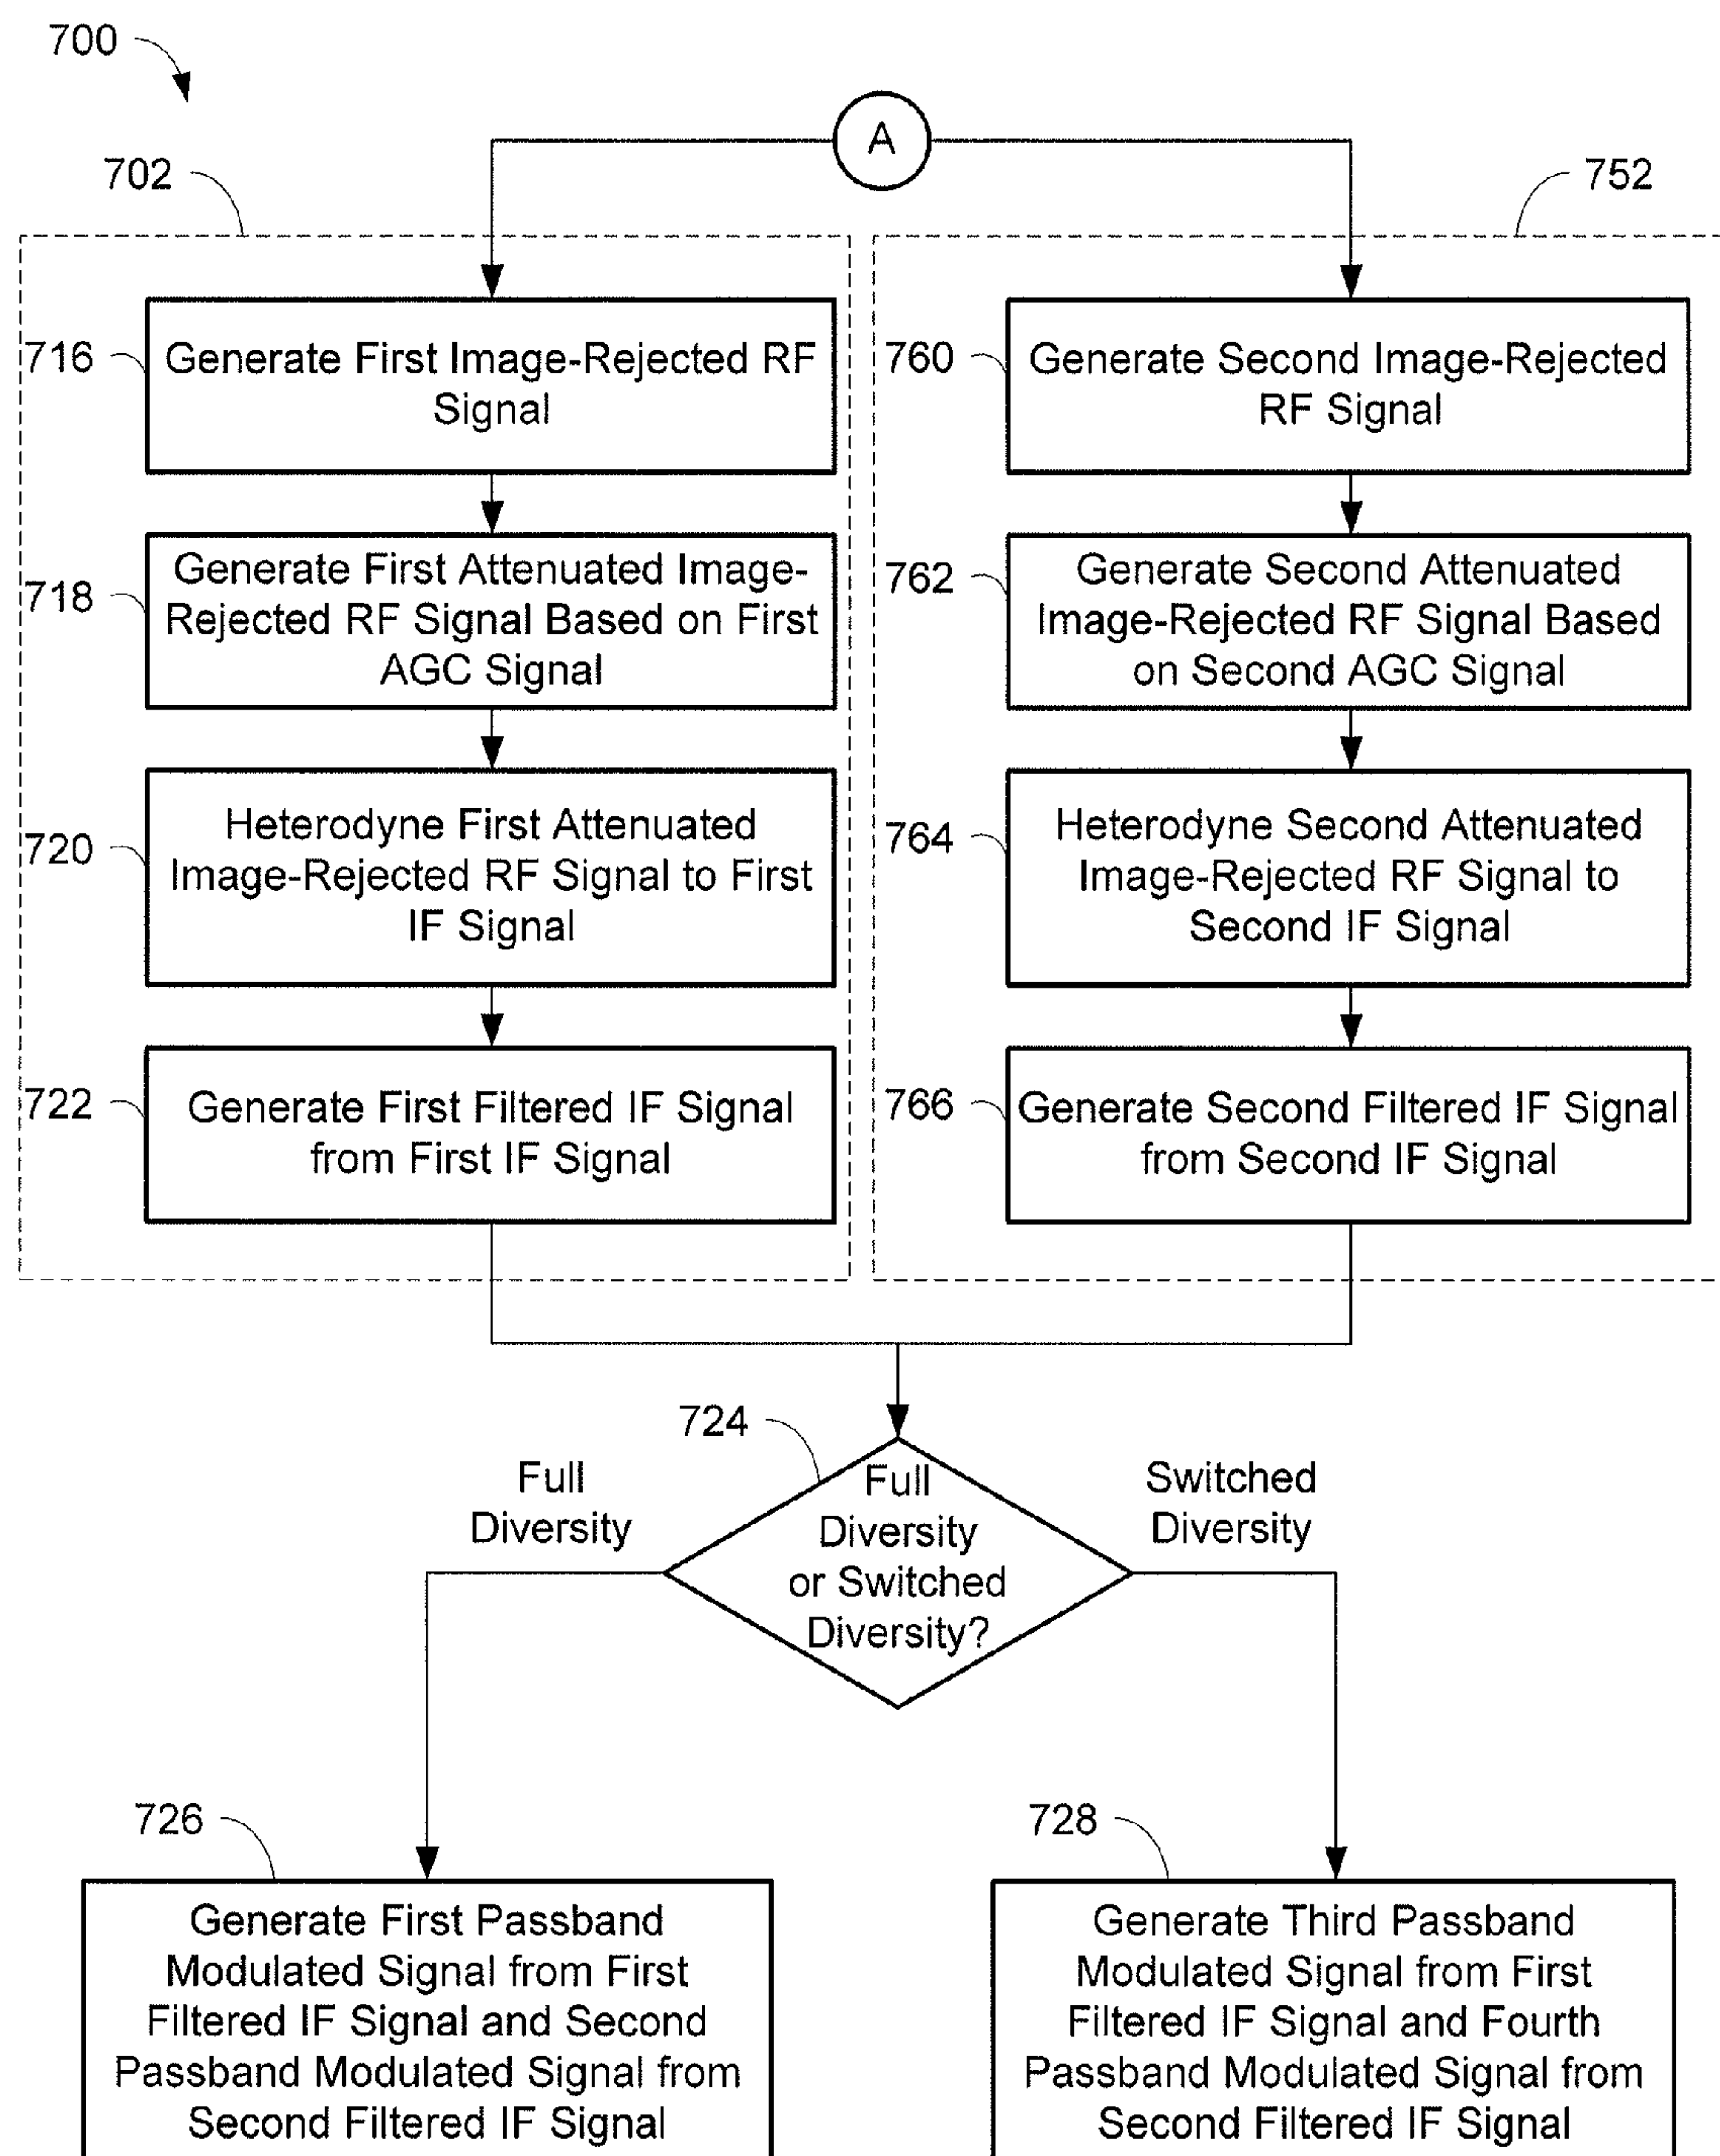 700
A
702
752
716
Generate First Image-Rejected RF
Signal
760
Generate Second Image-Rejected
RF Signal
718
Generate First Attenuated Image-
Rejected RF Signal Based on First
AGC Signal
762
Generate Second Attenuated
Image-Rejected RF Signal Based
on Second AGC Signal
720
Heterodyne First Attenuated
Image-Rejected RF Signal to First
IF Signal
764
Heterodyne Second Attenuated
Image-Rejected RF Signal to
Second IF Signal
722
Generate First Filtered IF Signal
from First IF Signal
766
Generate Second Filtered IF Signal
from Second IF Signal
724
Full
Diversity
Full
Diversity
or Switched
Diversity?
Switched
Diversity
726
Generate First Passband
Modulated Signal from First
Filtered IF Signal and Second
Passband Modulated Signal from
Second Filtered IF Signal
728
Generate Third Passband
Modulated Signal from First
Filtered IF Signal and Fourth
Passband Modulated Signal from
Second Filtered IF Signal